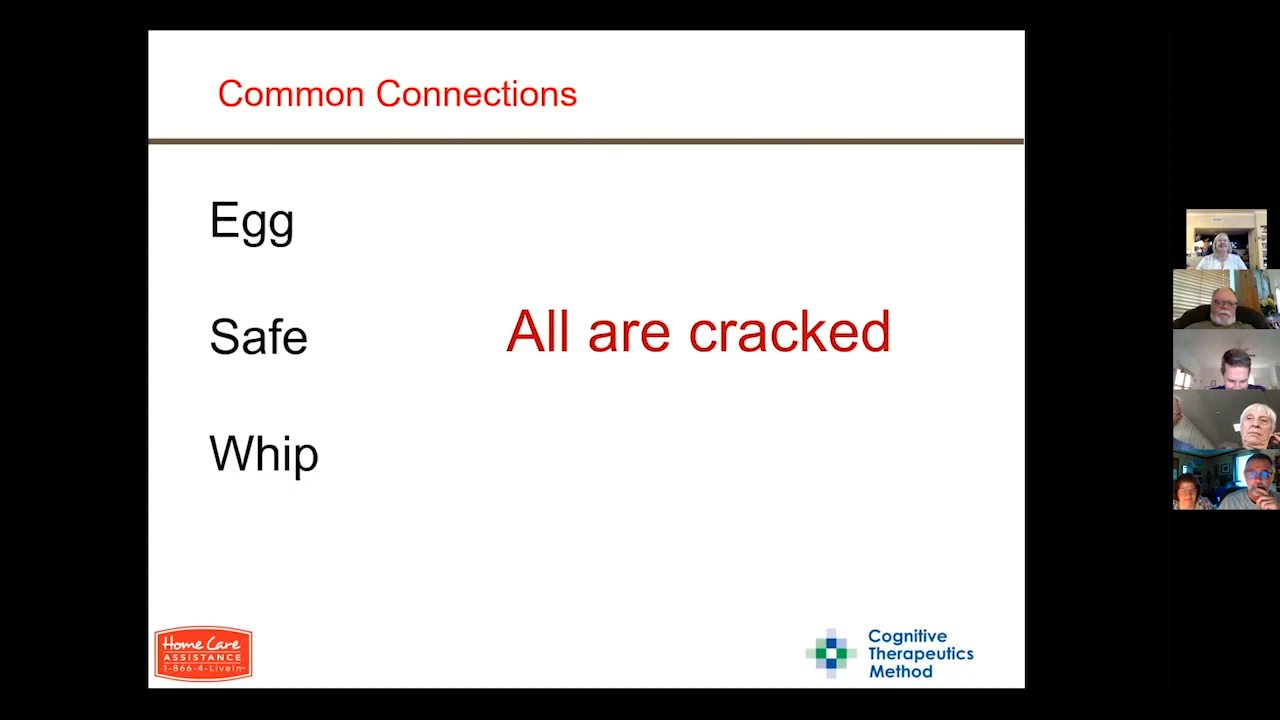 Common Connections
Egg
Safe
All are cracked
Whip
Home Care
ASSISTANCE
1-866-4-LiveIn
Cognitive
Therapeutics
Method